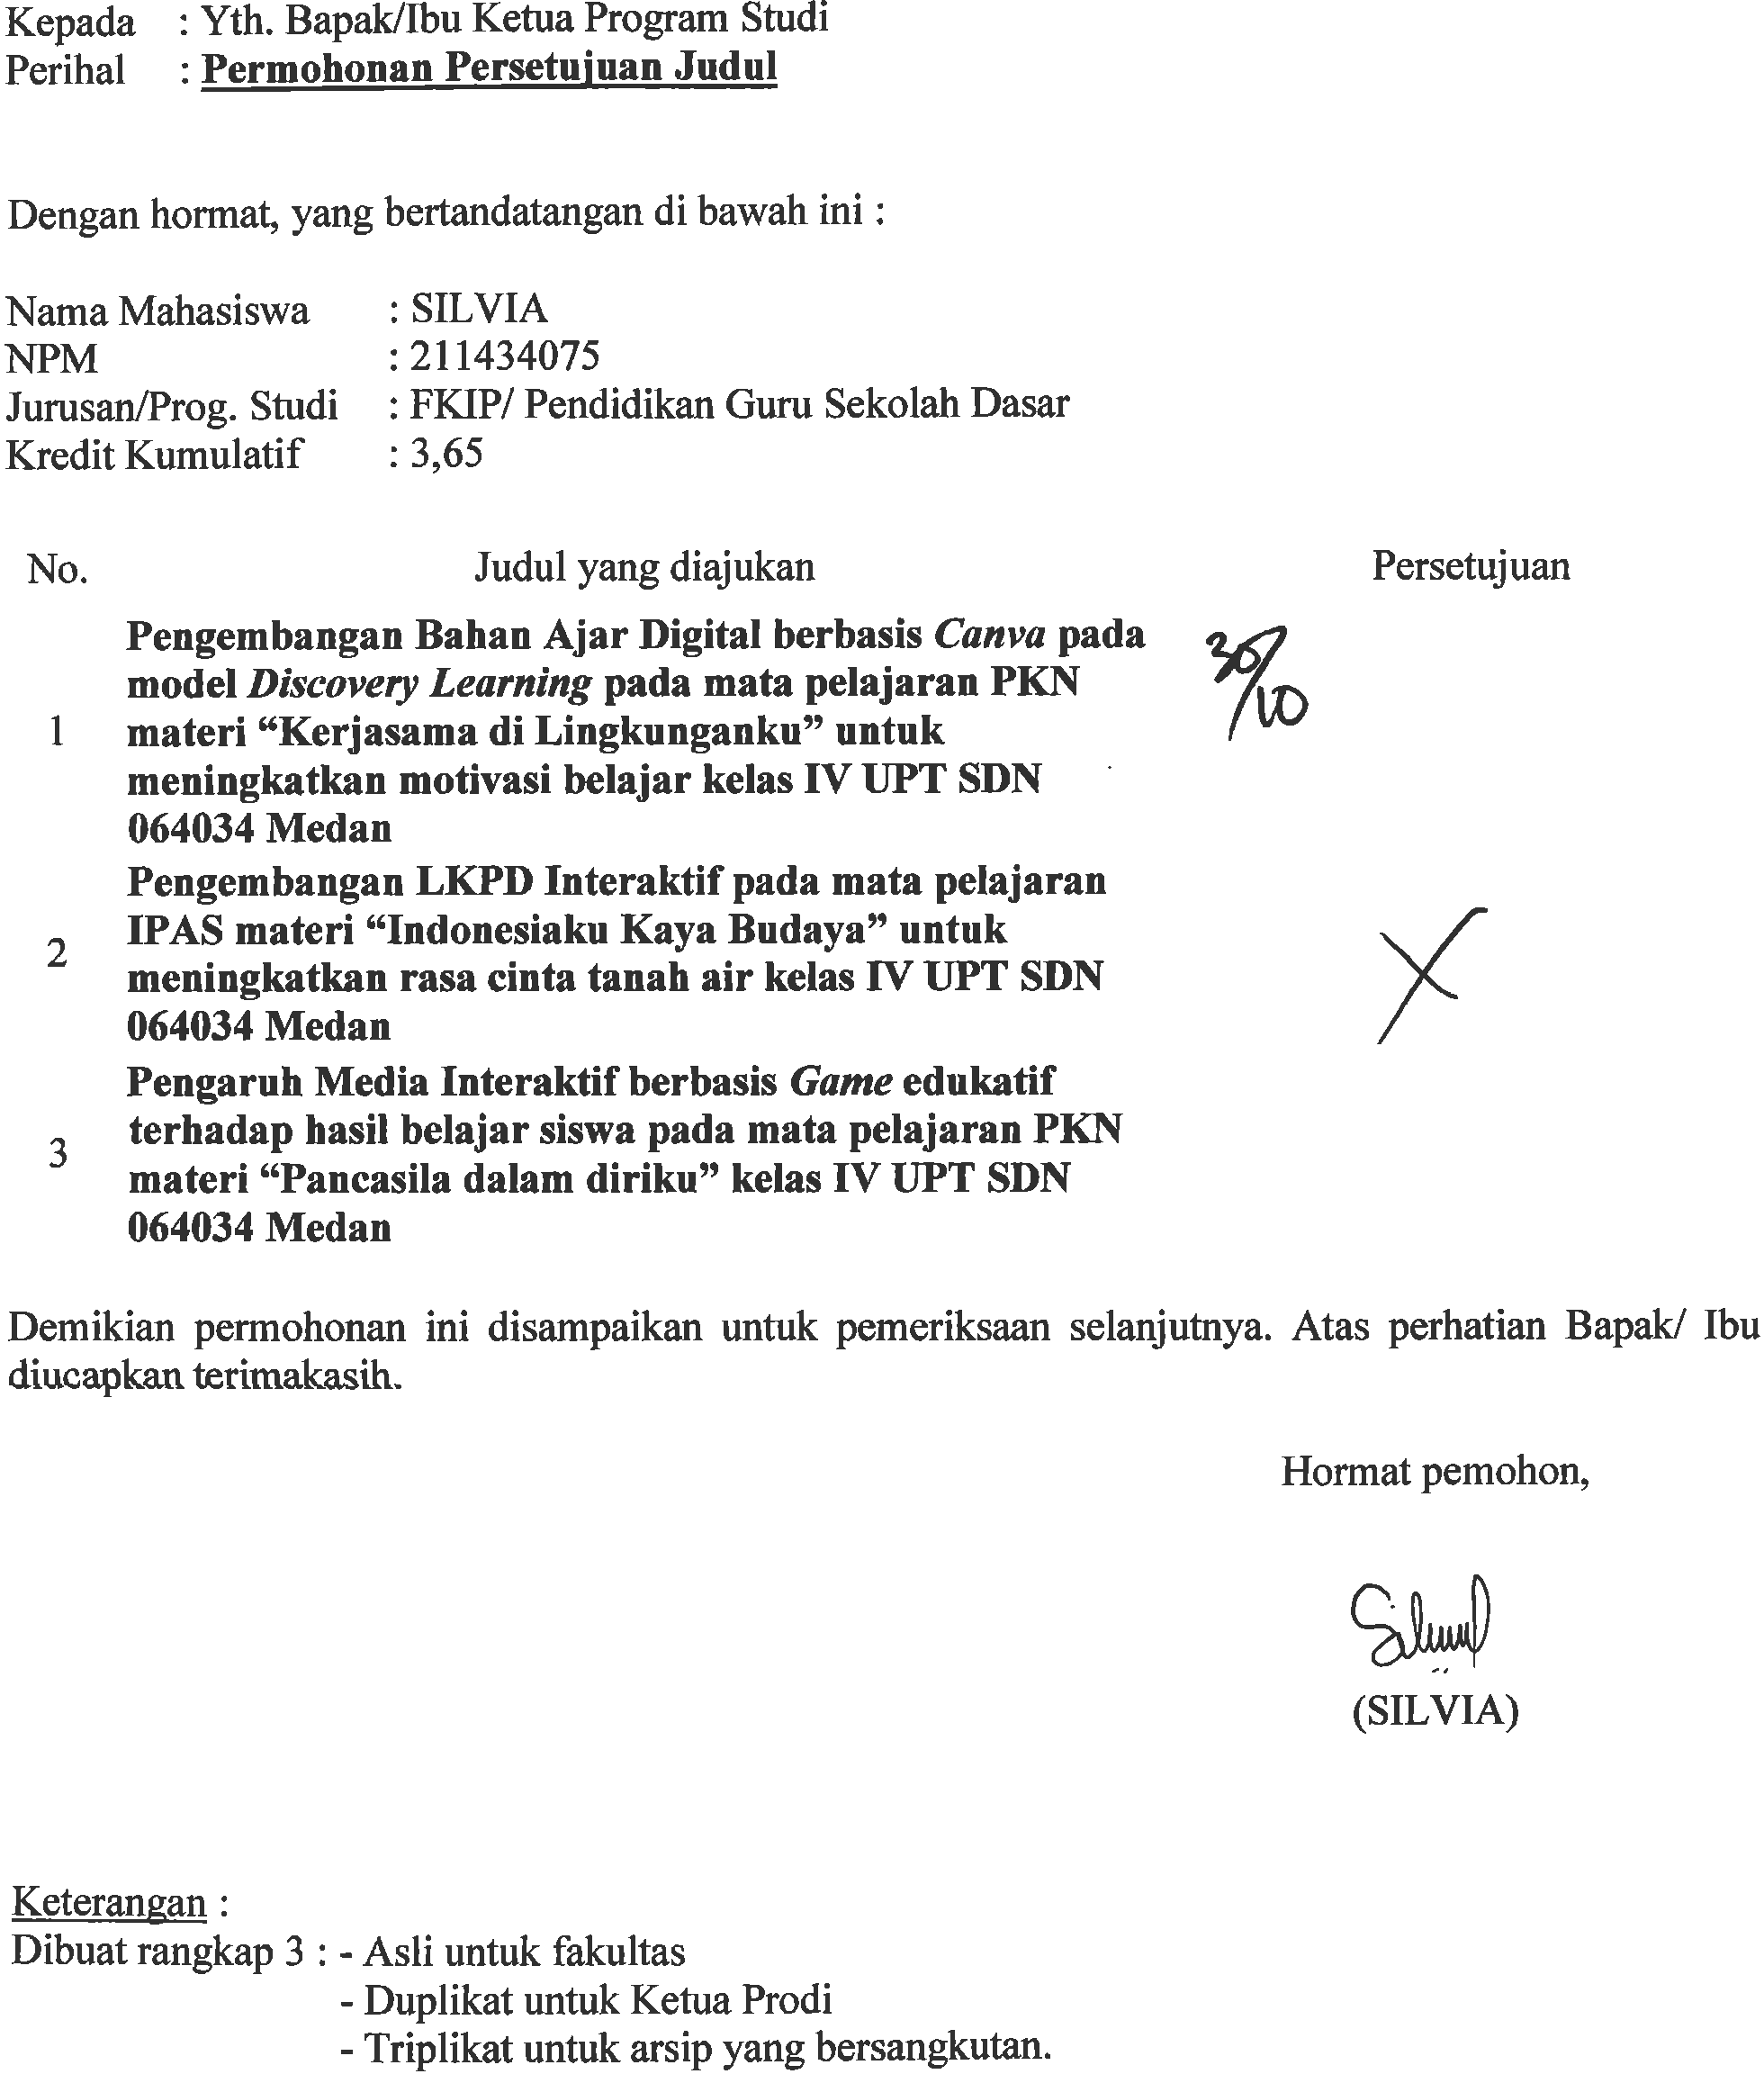 Kepada : Yth. Bapak/Ibu Ketua Program Studi
Perihal : Permohonan Persetujuan Judul
Dengan hormat, yang bertandatangan di bawah ini :
Nama Mahasiswa : SILVIA
NPM : 211434075
Jurusan/Prog. Studi : FKIP/ Pendidikan Guru Sekolah Dasar
Kredit Kumulatif : 3,65
No. Judul yang diajukan Persetujuan
Pengembangan Bahan Ajar Digital berbasis Canva pada
model Discovery Learning pada mata pelajaran PKN 30/10
1 materi “Kerjasama di Lingkunganku” untuk
meningkatkan motivasi belajar kelas IV UPT SDN
064034 Medan
Pengembangan LKPD Interaktif pada mata pelajaran
2 IPAS materi “Indonesiaku Kaya Budaya” untuk
meningkatkan rasa cinta tanah air kelas IV UPT SDN
064034 Medan
Pengaruh Media Interaktif berbasis Game edukatif
3 terhadap hasil belajar siswa pada mata pelajaran PKN
materi “Pancasila dalam diriku” kelas IV UPT SDN
064034 Medan
Demikian permohonan ini disampaikan untuk pemeriksaan selanjutnya. Atas perhatian Bapak/ Ibu
diucapkan terimakasih.
Hormat pemohon,
(SILVIA)
Keterangan :
Dibuat rangkap 3 : - Asli untuk fakultas
- Duplikat untuk Ketua Prodi
- Triplikat untuk arsip yang bersangkutan.